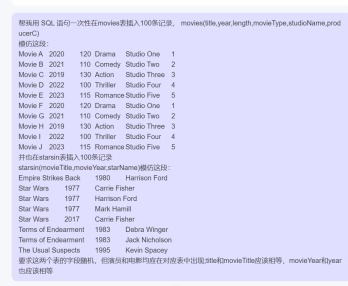 帮我用 SQL 语句一次性在movies表插入100条记录， movies(title,year,length,movieType,studioName,prod
ucerC)
模仿这段：
Movie A 2020 120 Drama Studio One 1
Movie B 2021 110 Comedy Studio Two 2
Movie C 2019 130 Action Studio Three 3
Movie D 2022 100 Thriller Studio Four 4
Movie E 2023 115 Romance Studio Five 5
Movie F 2020 120 Drama Studio One 1
Movie G 2021 110 Comedy Studio Two 2
Movie H 2019 130 Action Studio Three 3
Movie I 2022 100 Thriller Studio Four 4
Movie J 2023 115 Romance Studio Five 5
并也在starsin表插入100条记录
starsin(movieTitle,movieYear,starName)模仿这段：
Empire Strikes Back 1980 Harrison Ford
Star Wars 1977 Carrie Fisher
Star Wars 1977 Harrison Ford
Star Wars 1977 Mark Hamill
Star Wars 2017 Carrie Fisher
Terms of Endearment 1983 Debra Winger
Terms of Endearment 1983 Jack Nicholson
The Usual Suspects 1995 Kevin Spacey
要求这两个表的字段随机，但演员和电影均应在对应表中出现;title和movieTitle应该相等，movieYear和year
也应该相等